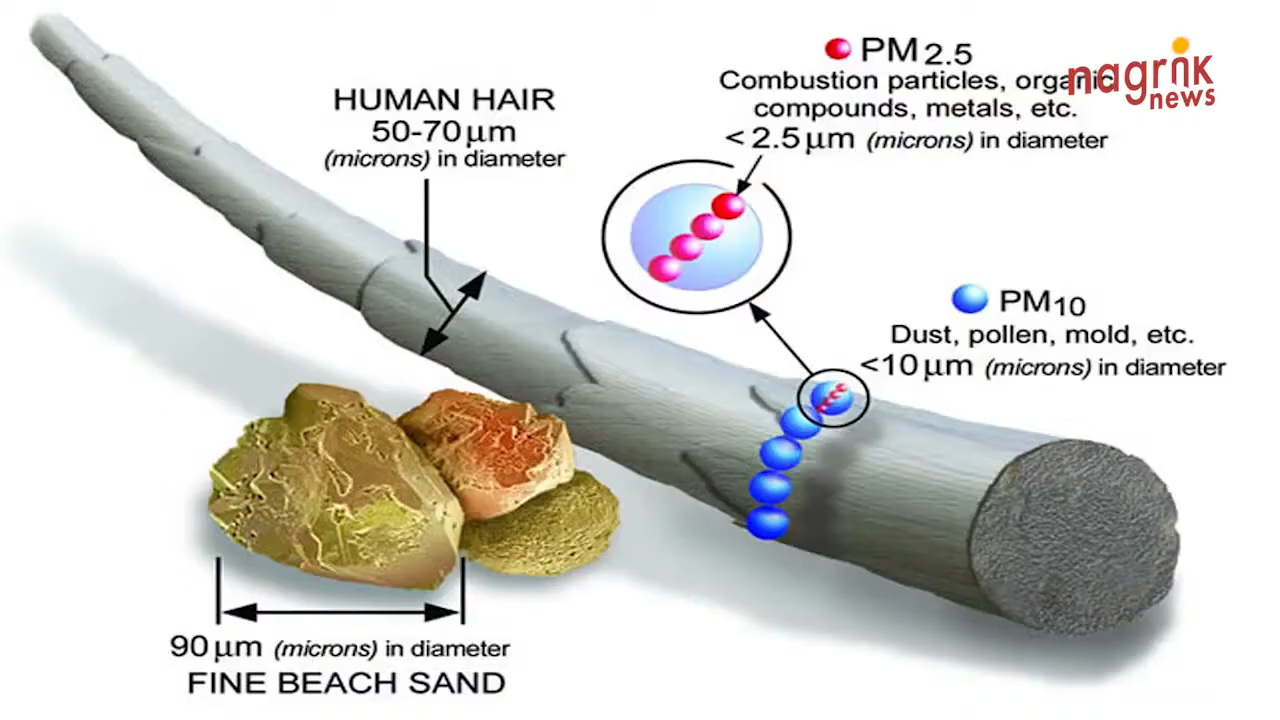 HUMAN HAIR
50-70 μm
(microns) in diameter
PM2.5
Combustion particles, organic
compounds, metals, etc.
< 2.5 μm (microns) in diameter
nagrik
news
PM10
Dust, pollen, mold, etc.
<10 μm (microns) in diameter
90 μm (microns) in diameter
FINE BEACH SAND